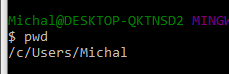 Michal@DESKTOP-QKTNSD2 MINGW
$ pwd
/c/Users/Michal